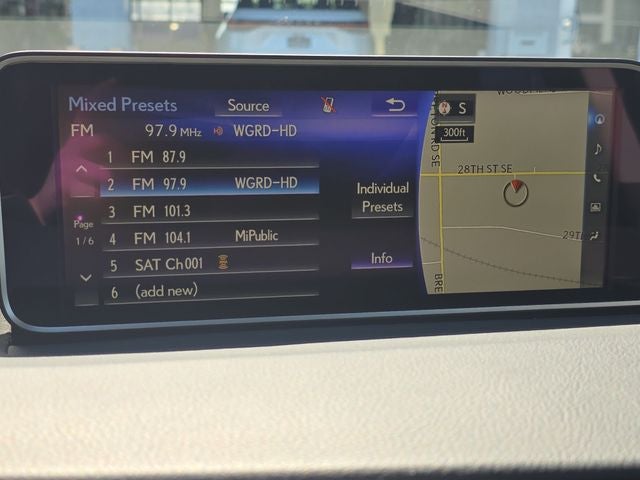 Mixed Presets
Source
FM 97.9 MHz WGRD-HD
1 FM 87.9
2 FM 97.9 WGRD-HD
3 FM 101.3
4 FM 104.1 MiPublic
5 SAT Ch001
6 (add new)
Page
1/6
Individual
Presets
Info
S
300ft
28TH ST SE
29T
BRE